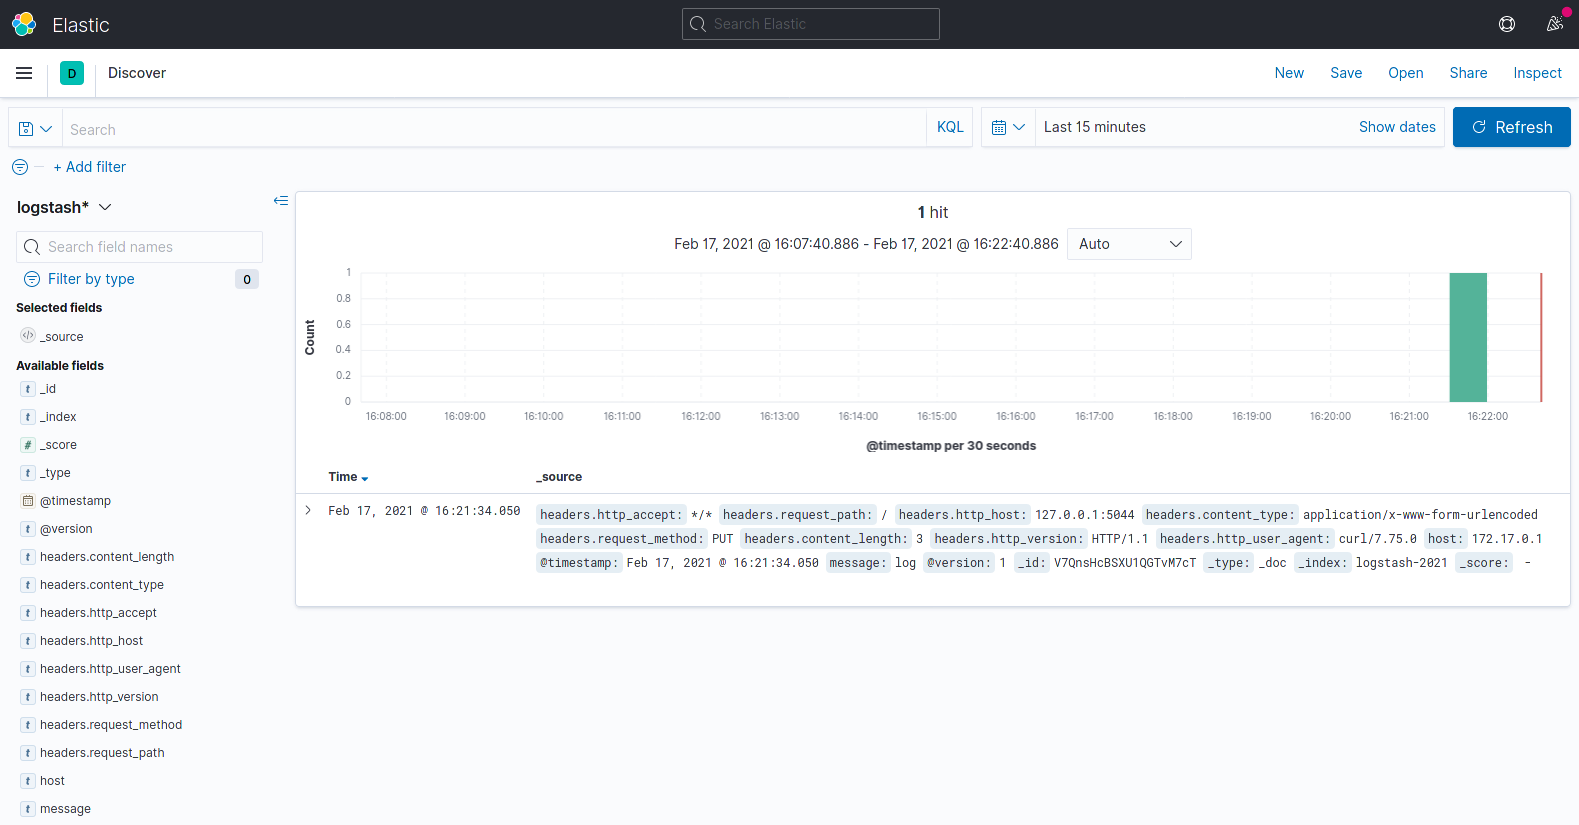 Elastic
Search Elastic
D
Discover
New Save Open Share Inspect
Search
KQL
Last 15 minutes
Show dates
Refresh
+ Add filter
logstash*
Search field names
Filter by type
0
Selected fields
_source
Available fields
t _id
t _index
# _score
t _type
@timestamp
t @version
t headers.content_length
t headers.content_type
t headers.http_accept
t headers.http_host
t headers.http_user_agent
t headers.http_version
t headers.request_method
t headers.request_path
t host
t message
1 hit
Feb 17, 2021 @ 16:07:40.886 - Feb 17, 2021 @ 16:22:40.886
Auto
Count
1
0.8
0.6
0.4
0.2
0
16:08:00 16:09:00 16:10:00 16:11:00 16:12:00 16:13:00 16:14:00 16:15:00 16:16:00 16:17:00 16:18:00 16:19:00 16:20:00 16:21:00 16:22:00
@timestamp per 30 seconds
Time _source
Feb 17, 2021 @ 16:21:34.050 headers.http_accept: */* headers.request_path: / headers.http_host: 127.0.0.1:5044 headers.content_type: application/x-www-form-urlencoded
headers.request_method: PUT headers.content_length: 3 headers.http_version: HTTP/1.1 headers.http_user_agent: curl/7.75.0 host: 172.17.0.1
@timestamp: Feb 17, 2021 @ 16:21:34.050 message: log @version: 1 _id: V7QnsHcBSXU1QGTvM7cT _type: _doc _index: logstash-2021 _score: -